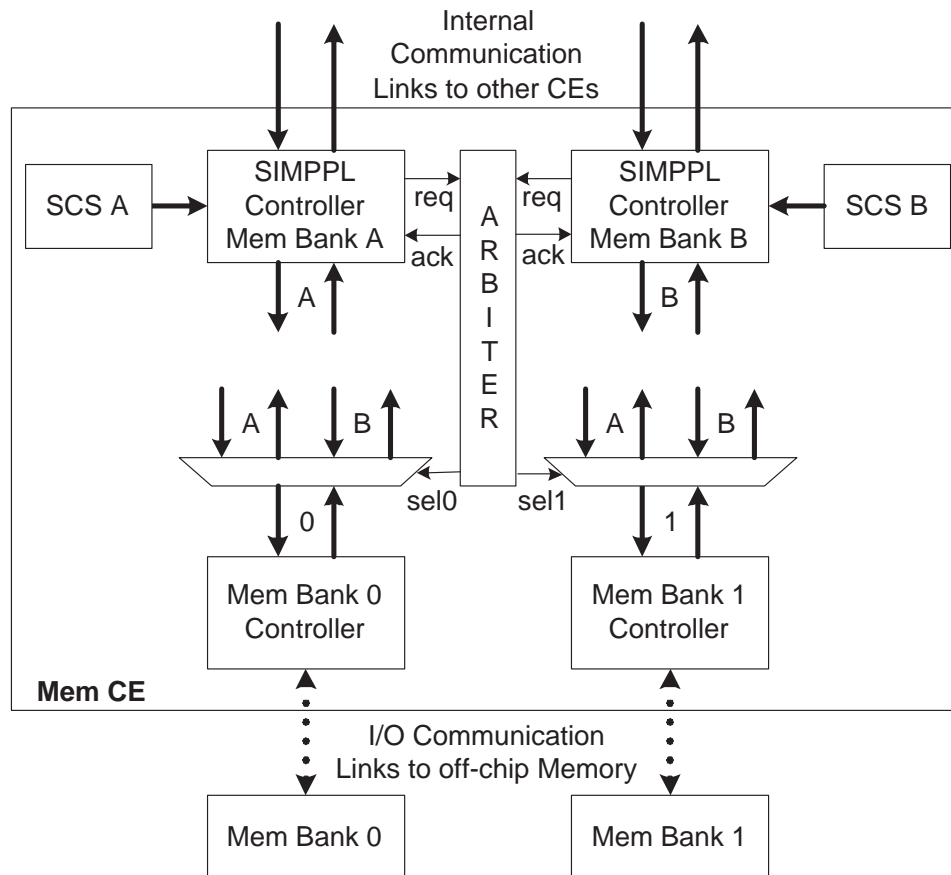 Internal
Communication
Links to other CEs
SCS A
SIMPPL
Controller
Mem Bank A
req
ack
A
R
B
I
T
E
R
req
ack
SIMPPL
Controller
Mem Bank B
SCS B
A
B
A
B
A
B
sel0
sel1
0
1
Mem Bank 0
Controller
Mem Bank 1
Controller
Mem CE
I/O Communication
Links to off-chip Memory
Mem Bank 0
Mem Bank 1